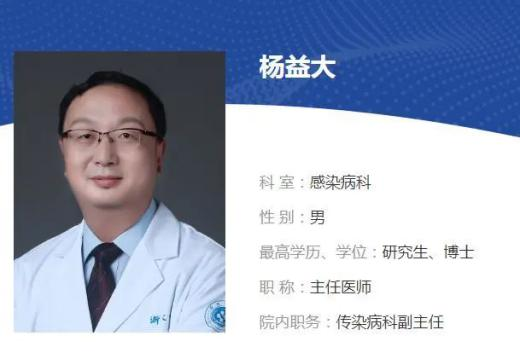 杨益大
科 室：感染病科
性 别：男
最高学历、学位：研究生、博士
职 称：主任医师
院内职务：传染病科副主任